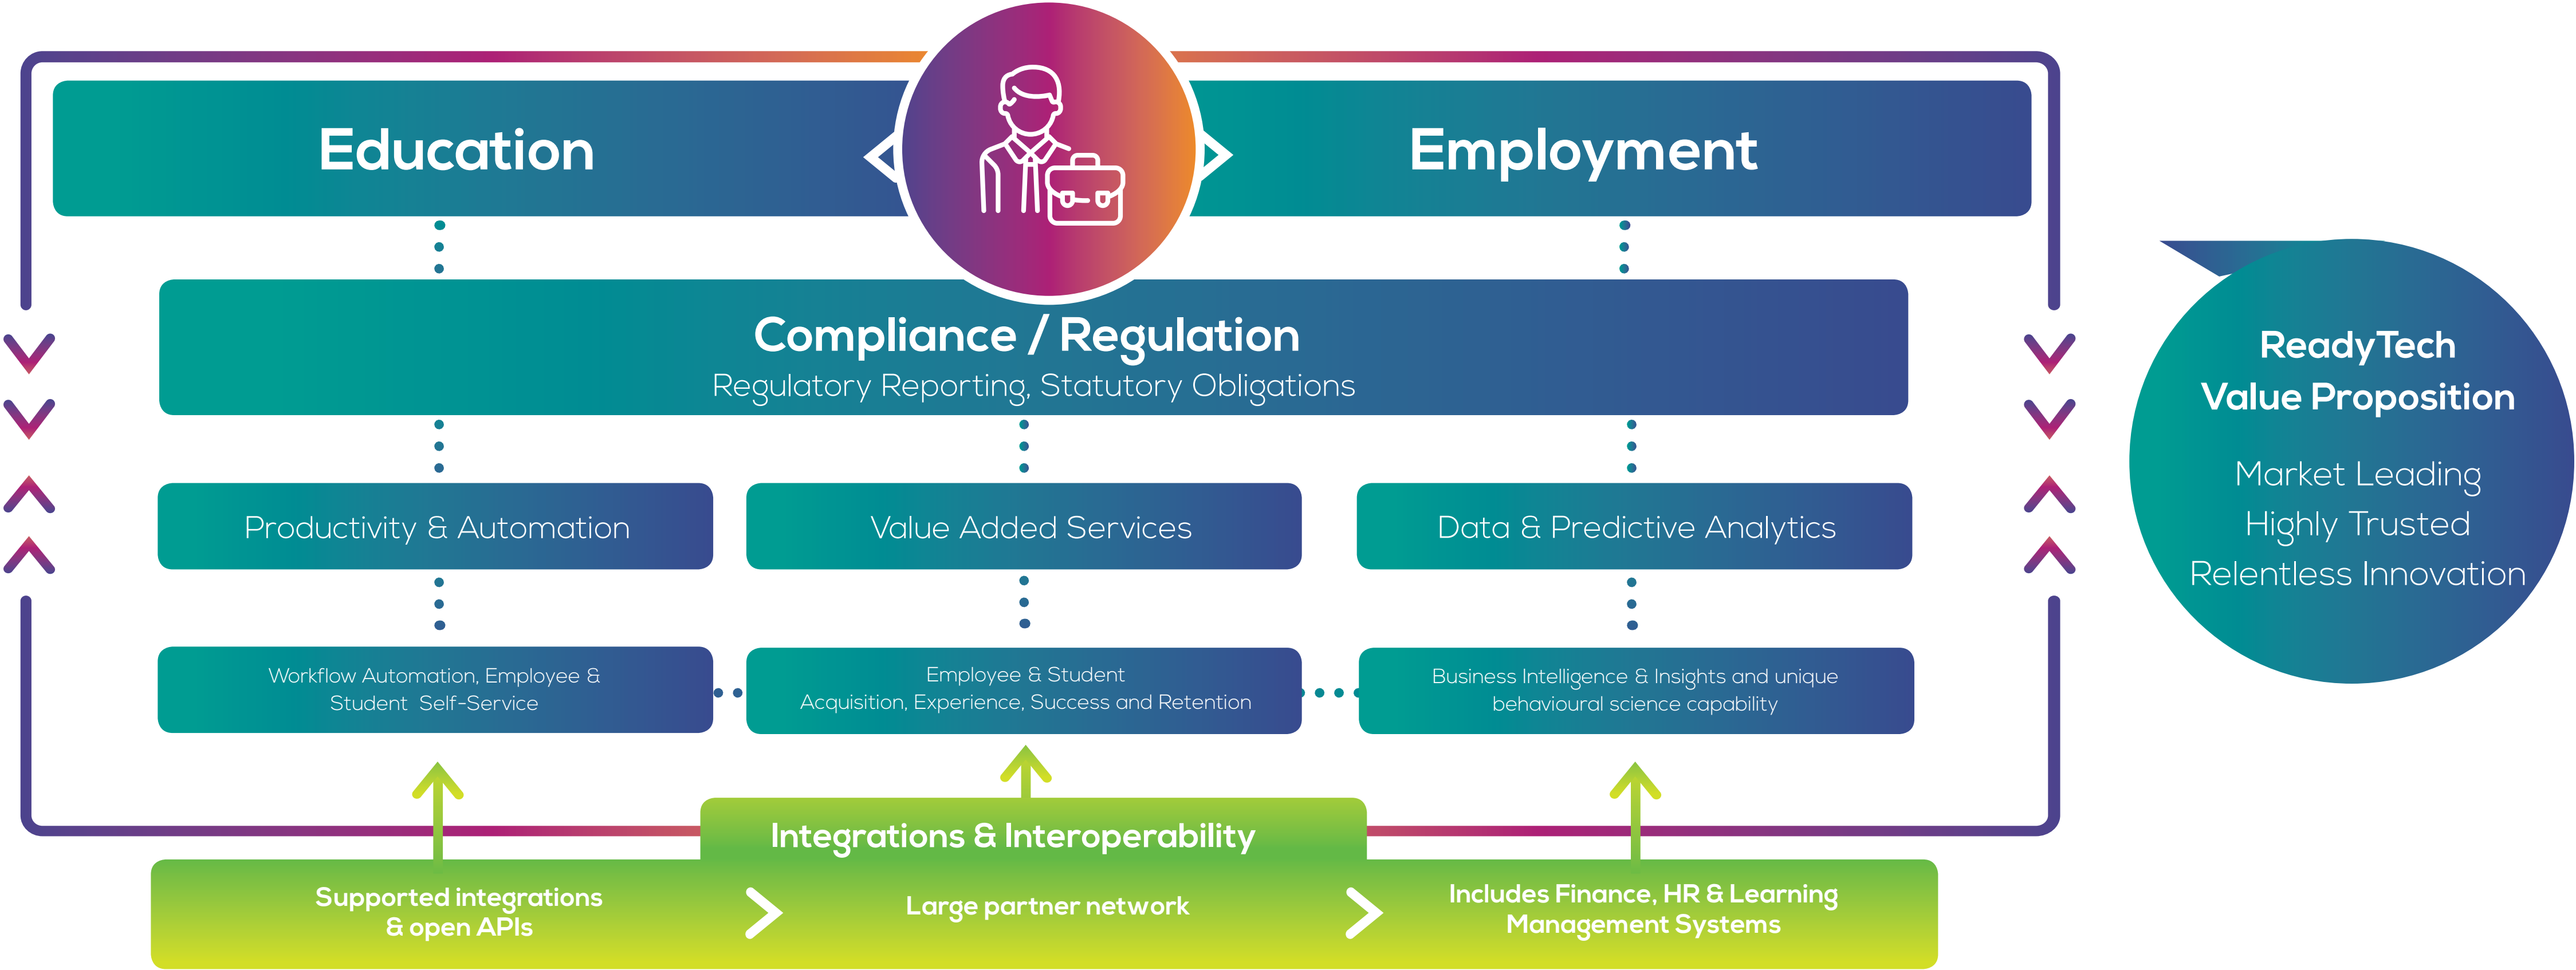 Education
Employment
Compliance / Regulation
Regulatory Reporting, Statutory Obligations
Productivity & Automation
Value Added Services
Data & Predictive Analytics
Workflow Automation, Employee &
Student Self-Service
Employee & Student
Acquisition, Experience, Success and Retention
Business Intelligence & Insights and unique
behavioural science capability
Integrations & Interoperability
Supported integrations
& open APIs
Large partner network
Includes Finance, HR & Learning
Management Systems
ReadyTech
Value Proposition
Market Leading
Highly Trusted
Relentless Innovation